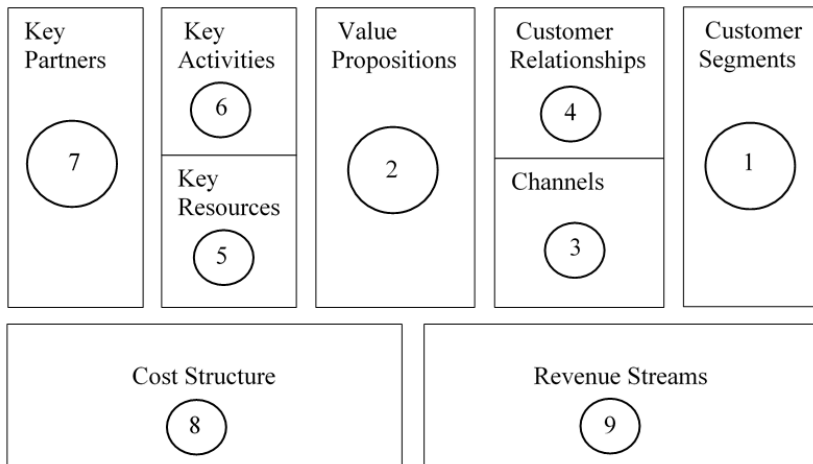 Key
Partners
7
Key
Activities
6
Key
Resources
5
Value
Propositions
2
Customer
Relationships
4
Channels
3
Customer
Segments
1
Cost Structure
8
Revenue Streams
9